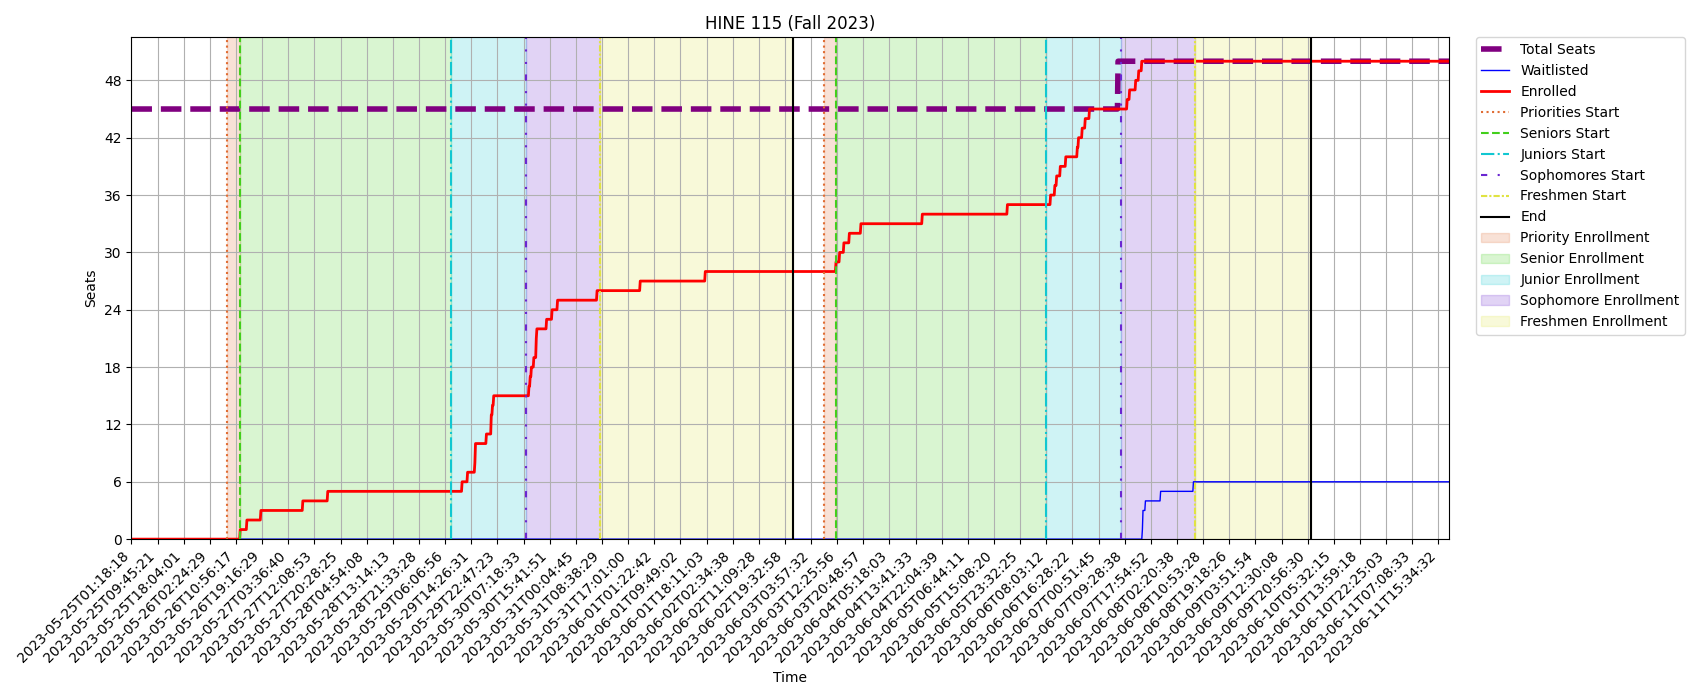 HINE 115 (Fall 2023)
Seats
48
42
36
30
24
18
12
6
0
2023-05-25T01:18:18
2023-05-25T09:45:21
2023-05-25T18:04:01
2023-05-26T02:24:29
2023-05-26T10:56:17
2023-05-26T19:16:29
2023-05-27T03:36:40
2023-05-27T12:08:53
2023-05-27T20:28:25
2023-05-28T04:54:08
2023-05-28T13:14:13
2023-05-28T21:33:28
2023-05-29T06:06:56
2023-05-29T14:26:31
2023-05-29T22:47:23
2023-05-30T07:18:33
2023-05-30T15:41:51
2023-05-31T00:04:45
2023-05-31T08:38:29
2023-05-31T17:01:00
2023-06-01T01:22:42
2023-06-01T09:49:02
2023-06-01T18:11:03
2023-06-02T02:34:38
2023-06-02T11:09:28
2023-06-02T19:32:58
2023-06-03T03:57:32
2023-06-03T12:25:56
2023-06-03T20:48:57
2023-06-04T05:18:03
2023-06-04T13:41:33
2023-06-04T22:04:39
2023-06-05T06:44:11
2023-06-05T15:08:20
2023-06-05T23:32:25
2023-06-06T08:03:12
2023-06-06T16:28:22
2023-06-07T00:51:45
2023-06-07T09:28:38
2023-06-07T17:54:52
2023-06-08T02:20:38
2023-06-08T10:53:28
2023-06-08T19:18:26
2023-06-09T03:51:54
2023-06-09T12:30:08
2023-06-09T20:56:30
2023-06-10T05:32:15
2023-06-10T13:59:18
2023-06-10T22:25:03
2023-06-11T07:08:33
2023-06-11T15:34:32
Time
Total Seats
Waitlisted
Enrolled
Priorities Start
Seniors Start
Juniors Start
Sophomores Start
Freshmen Start
End
Priority Enrollment
Senior Enrollment
Junior Enrollment
Sophomore Enrollment
Freshmen Enrollment